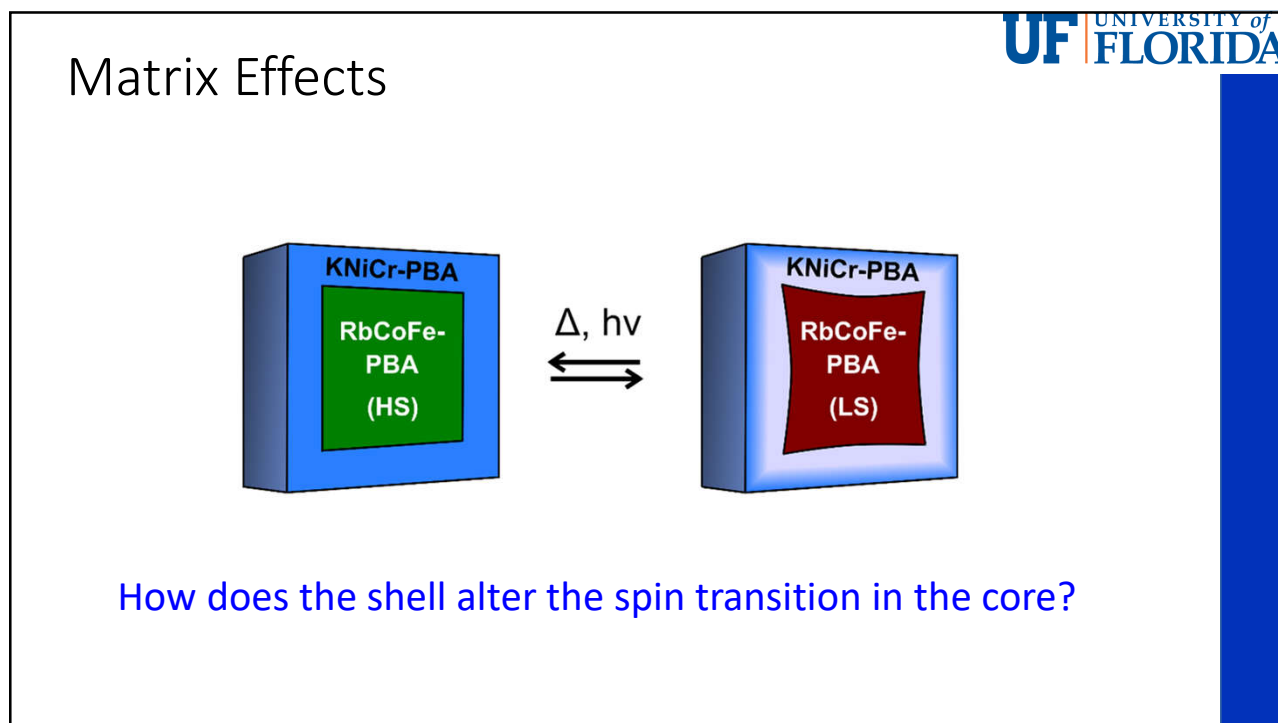 UF UNIVERSITY of
FLORIDA
Matrix Effects
KNiCr-PBA
RbCoFe-
PBA
(HS)
Δ, hν
KNiCr-PBA
RbCoFe-
PBA
(LS)
How does the shell alter the spin transition in the core?